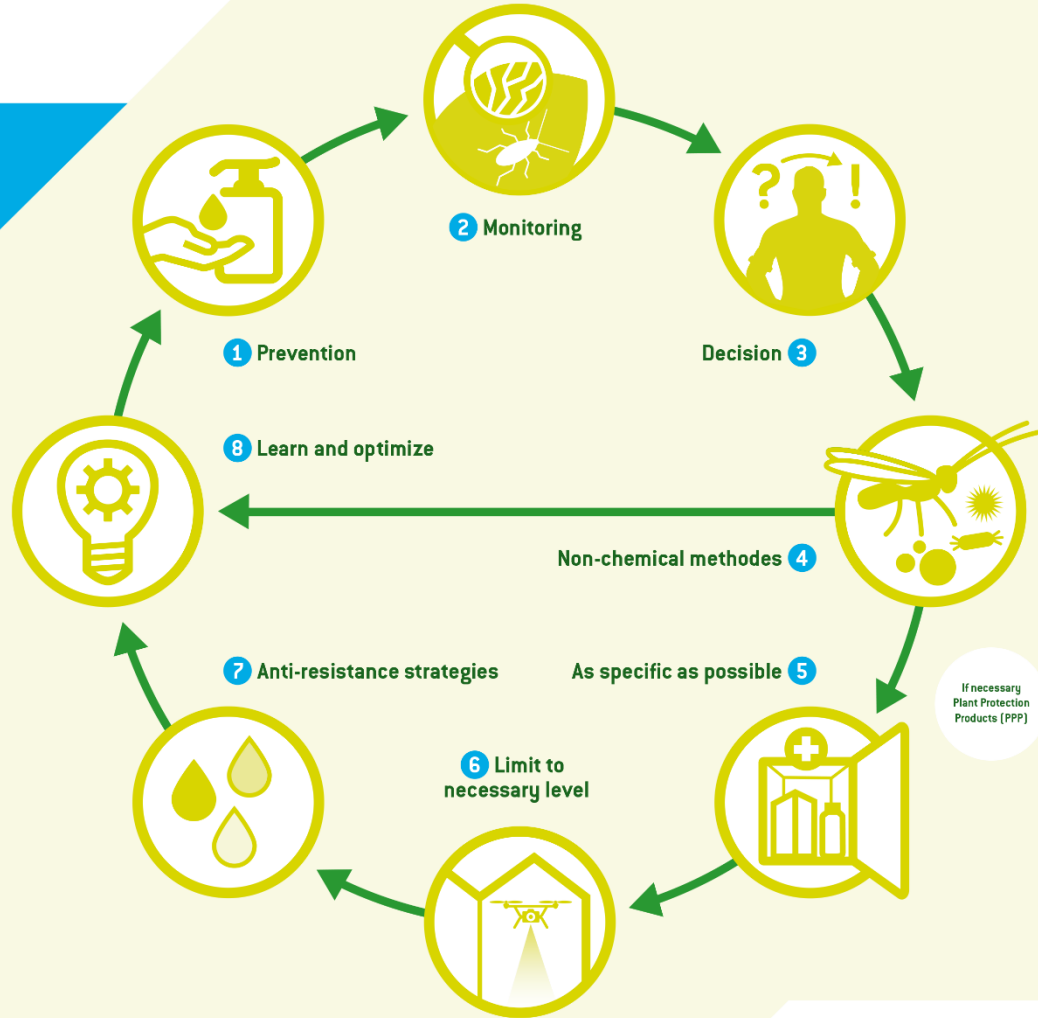 1 Prevention
2 Monitoring
Decision 3
Non-chemical methodes 4
As specific as possible 5
If necessary
Plant Protection
Products (PPP)
6 Limit to
necessary level
7 Anti-resistance strategies
8 Learn and optimize
? !